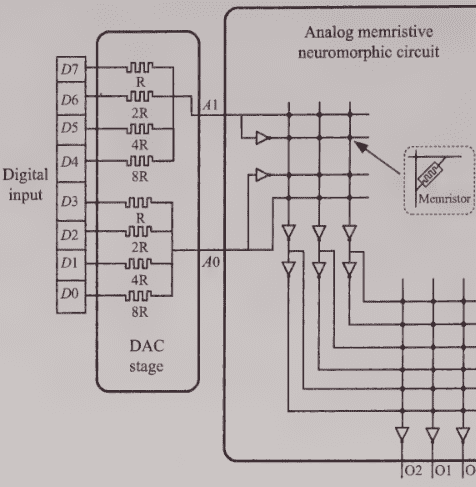 Analog memristive
neuromorphic circuit
D7
R
D6
2R
A1
D5
4R
D4
8R
Digital
input
Memristor
D3
R
D2
2R
D1
4R
A0
D0
8R
DAC
stage
O2 O1 O